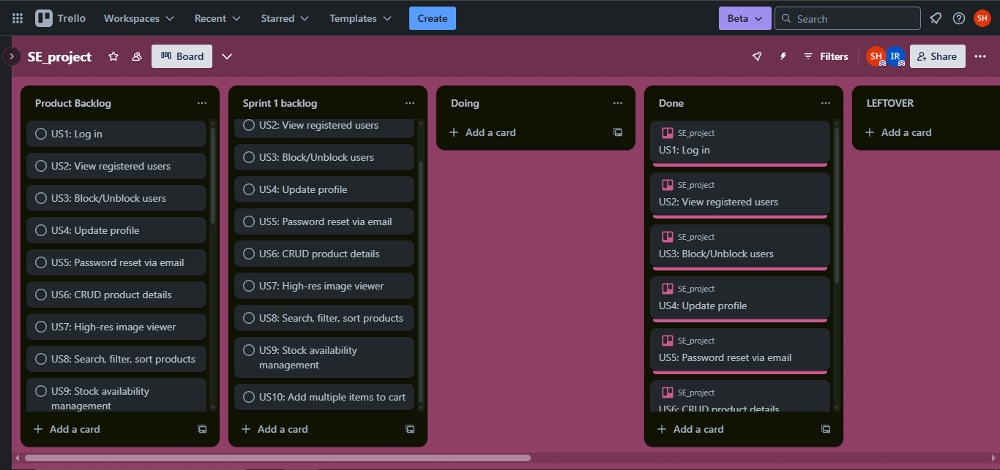 Trello
Workspaces
Recent
Starred
Templates
Create
Beta
Search
SH
SE_project
Board
Filters
SH
IR
Share
Product Backlog
US1: Log in
US2: View registered users
US3: Block/Unblock users
US4: Update profile
US5: Password reset via email
US6: CRUD product details
US7: High-res image viewer
US8: Search, filter, sort products
US9: Stock availability
management
Add a card
Sprint 1 backlog
US2: View registered users
US3: Block/Unblock users
US4: Update profile
US5: Password reset via email
US6: CRUD product details
US7: High-res image viewer
US8: Search, filter, sort products
US9: Stock availability
management
US10: Add multiple items to cart
Add a card
Doing
Add a card
Done
SE_project
US1: Log in
SE_project
US2: View registered users
SE_project
US3: Block/Unblock users
SE_project
US4: Update profile
SE_project
US5: Password reset via email
SE_project
US6: CRUD product details
Add a card
LEFTOVER
Add a card